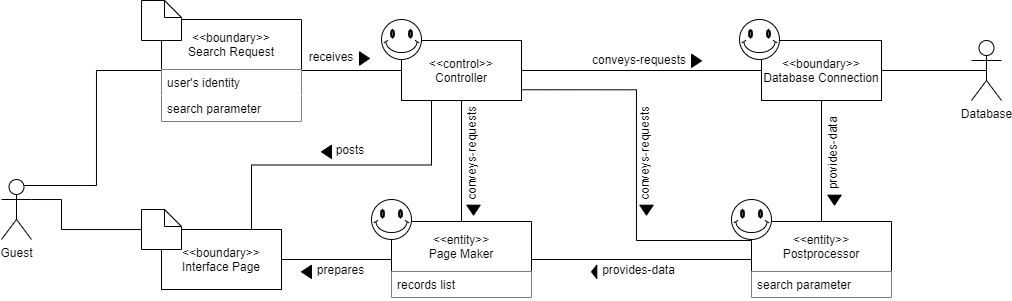 <<boundary>>
Search Request
user's identity
search parameter
receives
<<control>>
Controller
conveys-requests
<<boundary>>
Database Connection
Database
posts
conveys-requests
conveys-requests
provides-data
Guest
<<boundary>>
Interface Page
prepares
<<entity>>
Page Maker
records list
provides-data
<<entity>>
Postprocessor
search parameter